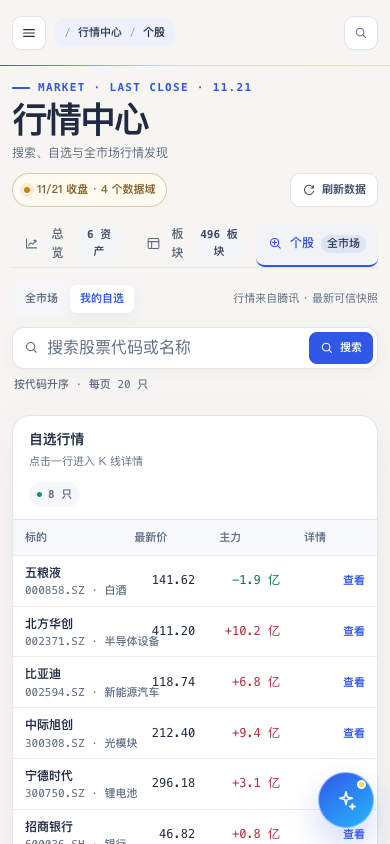 / 行情中心 / 个股
MARKET · LAST CLOSE · 11.21
行情中心
搜索、自选与全市场行情发现
11/21 收盘 · 4 个数据域
刷新数据
总览 6 资产
板块 496 板块
个股 全市场
全市场 我的自选
行情来自腾讯 · 最新可信快照
搜索股票代码或名称
搜索
按代码升序 · 每页 20 只
自选行情
点击一行进入 K 线详情
8 只
标的 最新价 主力 详情
五粮液
000858.SZ · 白酒
141.62 −1.9 亿 查看
北方华创
002371.SZ · 半导体设备
411.20 +10.2 亿 查看
比亚迪
002594.SZ · 新能源汽车
118.74 +6.8 亿 查看
中际旭创
300308.SZ · 光模块
212.40 +9.4 亿 查看
宁德时代
300750.SZ · 锂电池
296.18 +3.1 亿
招商银行
600036.SH · 银行
46.82 +0.8 亿 查看